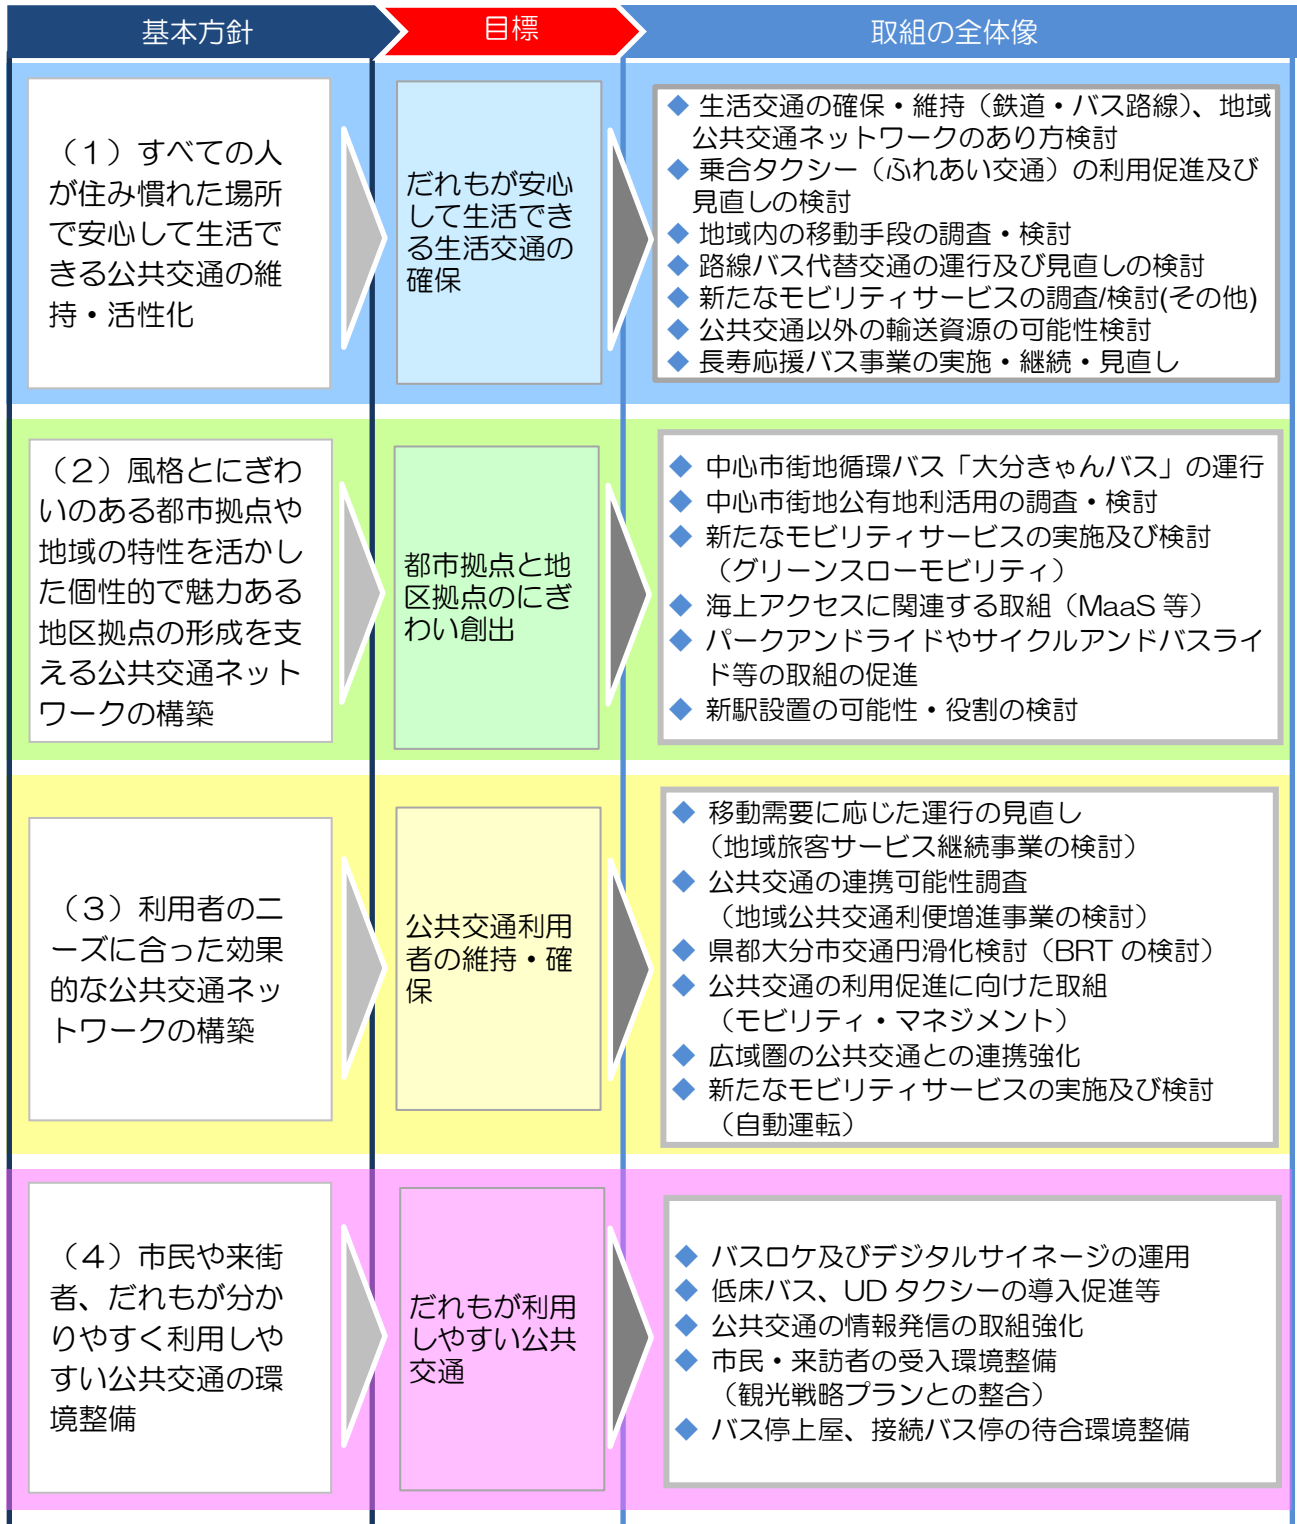 基本方針
目標
取組の全体像
（1）すべての人
が住み慣れた場所
で安心して生活で
きる公共交通の維
持・活性化
だれもが安心
して生活でき
る生活交通の
確保
◆ 生活交通の確保・維持（鉄道・バス路線）、地域
公共交通ネットワークのあり方検討
◆ 乗合タクシー（ふれあい交通）の利用促進及び
見直しの検討
◆ 地域内の移動手段の調査・検討
◆ 路線バス代替交通の運行及び見直しの検討
◆ 新たなモビリティサービスの調査/検討(その他)
◆ 公共交通以外の輸送資源の可能性検討
◆ 長寿応援バス事業の実施・継続・見直し
（2）風格とにぎわ
いのある都市拠点や
地域の特性を活かし
た個性的で魅力ある
地区拠点の形成を支
える公共交通ネット
ワークの構築
都市拠点と地
区拠点のにぎ
わい創出
◆ 中心市街地循環バス「大分きゃんバス」の運行
◆ 中心市街地公有地利活用の調査・検討
◆ 新たなモビリティサービスの実施及び検討
（グリーンスローモビリティ）
◆ 海上アクセスに関連する取組（MaaS 等）
◆ パークアンドライドやサイクルアンドバスライ
ド等の取組の促進
◆ 新駅設置の可能性・役割の検討
（3）利用者のニ
ーズに合った効果
的な公共交通ネッ
トワークの構築
公共交通利用
者の維持・確
保
◆ 移動需要に応じた運行の見直し
（地域旅客サービス継続事業の検討）
◆ 公共交通の連携可能性調査
（地域公共交通利便増進事業の検討）
◆ 県都大分市交通円滑化検討（BRT の検討）
◆ 公共交通の利用促進に向けた取組
（モビリティ・マネジメント）
◆ 広域圏の公共交通との連携強化
◆ 新たなモビリティサービスの実施及び検討
（自動運転）
（4）市民や来街
者、だれもが分か
りやすく利用しや
すい公共交通の環
境整備
だれもが利用
しやすい公共
交通
◆ バスロケ及びデジタルサイネージの運用
◆ 低床バス、UD タクシーの導入促進等
◆ 公共交通の情報発信の取組強化
◆ 市民・来訪者の受入環境整備
（観光戦略プランとの整合）
◆ バス停上屋、接続バス停の待合環境整備